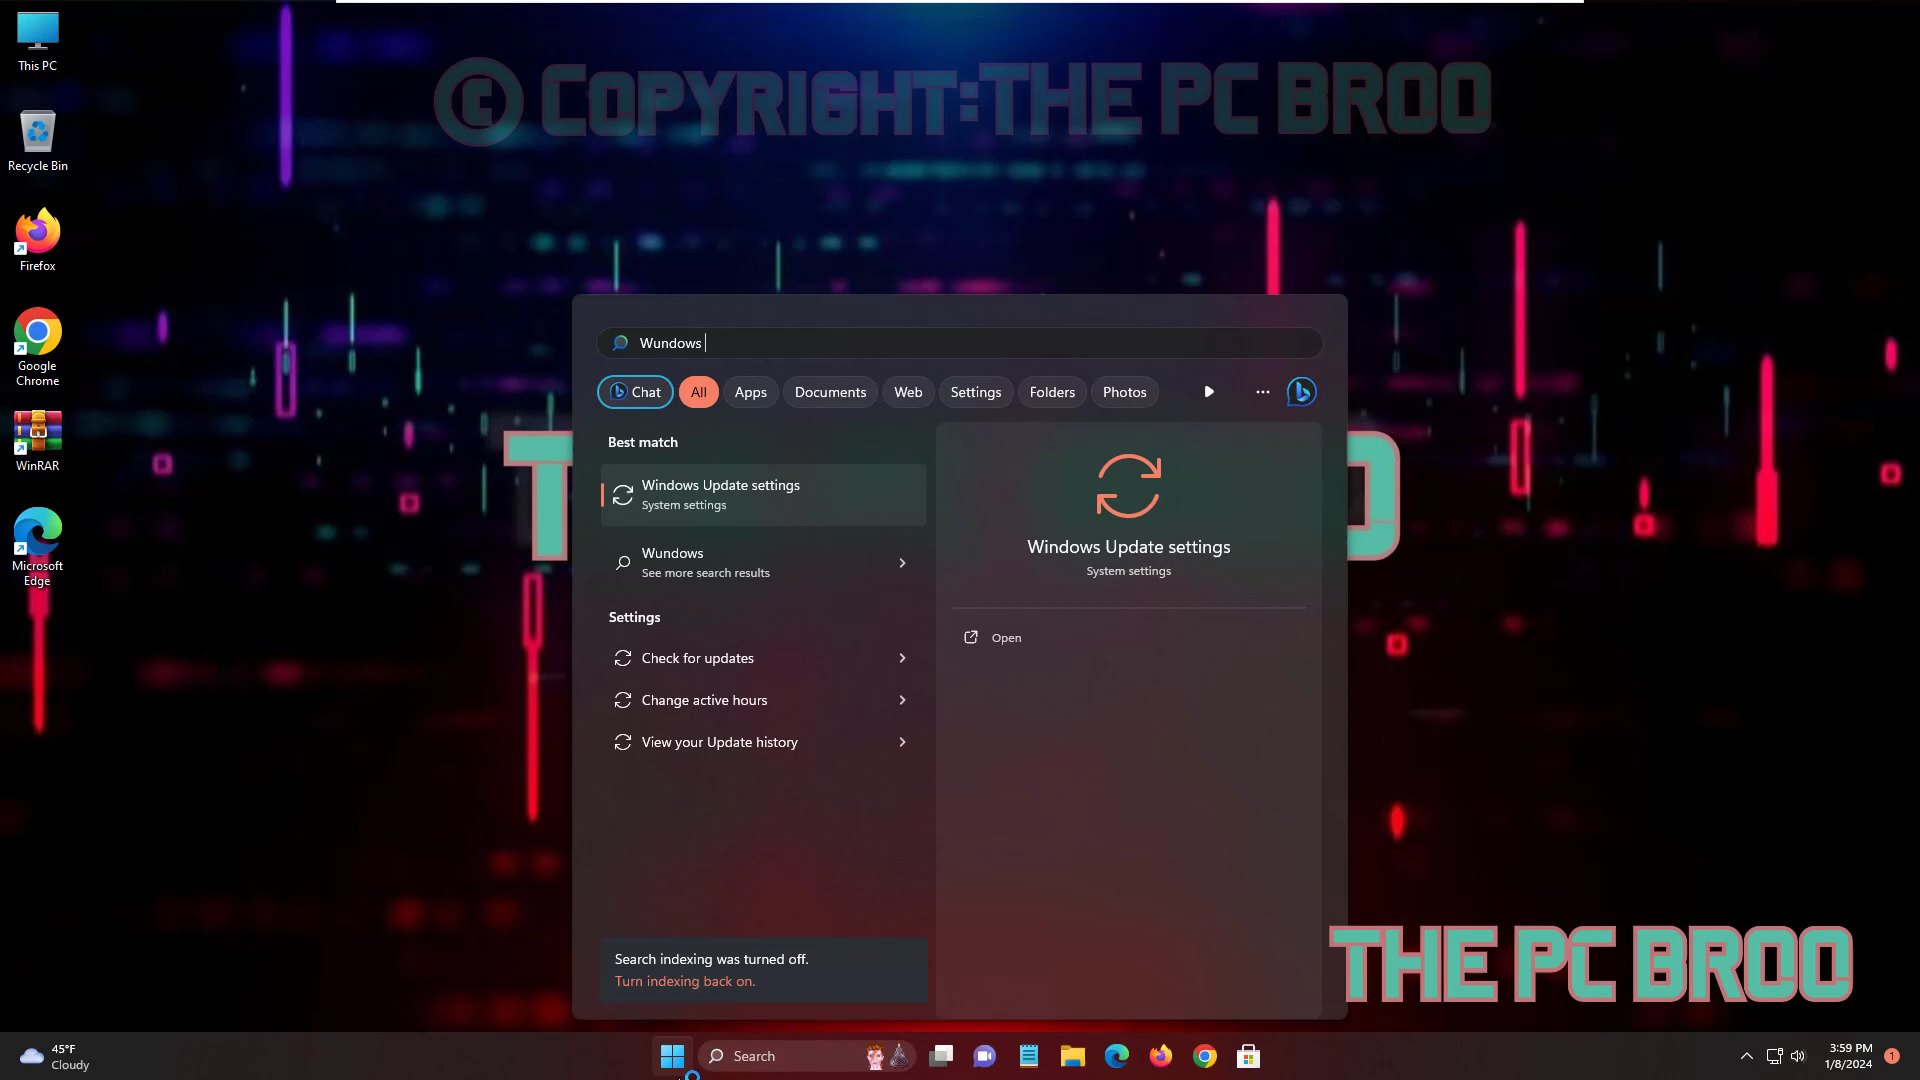 This PC
Recycle Bin
Firefox
Google
Chrome
WinRAR
Microsoft
Edge
© COPYRIGHT:THE PC BROO
Wundows
Chat
All
Apps
Documents
Web
Settings
Folders
Photos
Best match
Windows Update settings
System settings
Wundows
See more search results
Settings
Check for updates
Change active hours
View your Update history
Search indexing was turned off.
Turn indexing back on.
Windows Update settings
System settings
Open
THE PC BROO
45°F
Cloudy
Search
3:59 PM
1/8/2024
1